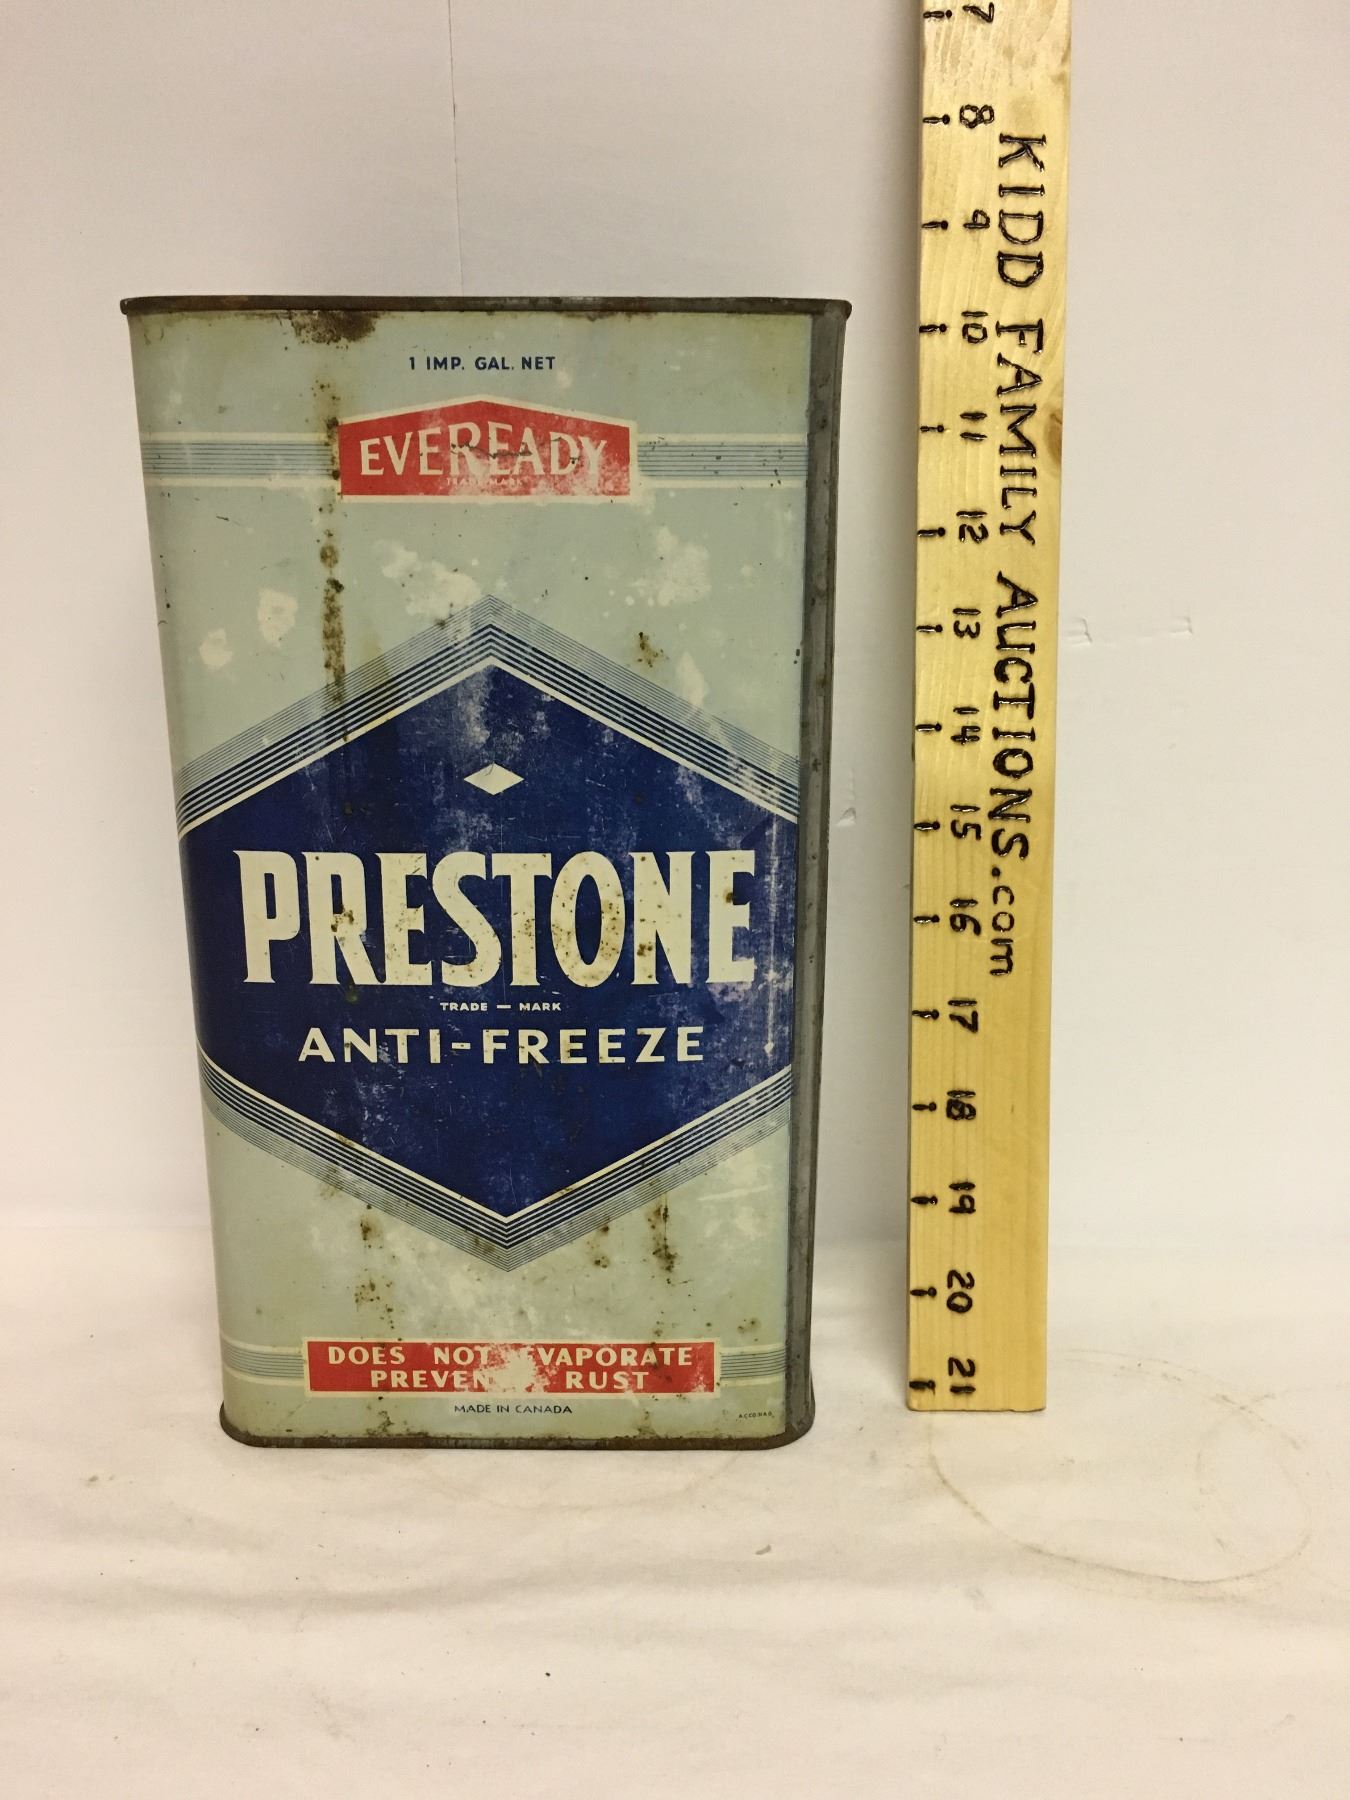 1 IMP. GAL. NET
EVEREADY
TRADE-MARK
PRESTONE
TRADE — MARK
ANTI-FREEZE
DOES NOT EVAPORATE
RUST
MADE IN CANADA
7
8
9
10
11
12
13
14
15
16
17
18
19
20
21
KIDD FAMILY AUCTIONS.com